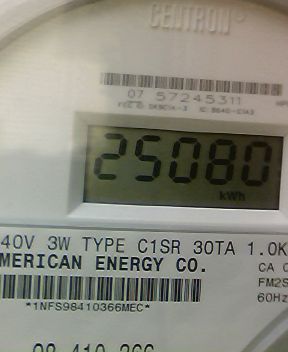 CENTRON®
07 57245311
25080
kWh
40V 3W TYPE C1SR 30TA 1.0K
MERICAN ENERGY CO.
CA 0
FM2S
60Hz
*1NFS98410366MEC*